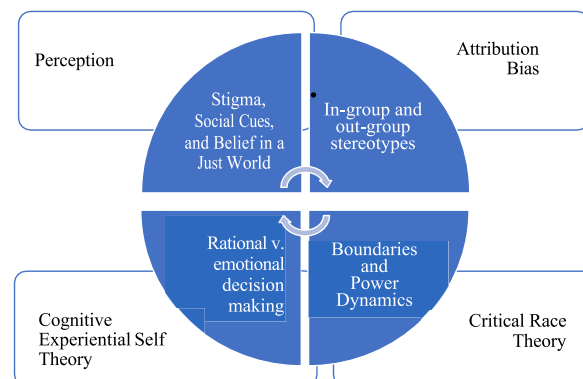 Perception
Attribution
Bias
Stigma,
Social Cues,
and Belief in a
Just World
In-group and
out-group
stereotypes
Rational v.
emotional
decision
making
Boundaries
and
Power
Dynamics
Cognitive
Experiential Self
Theory
Critical Race
Theory